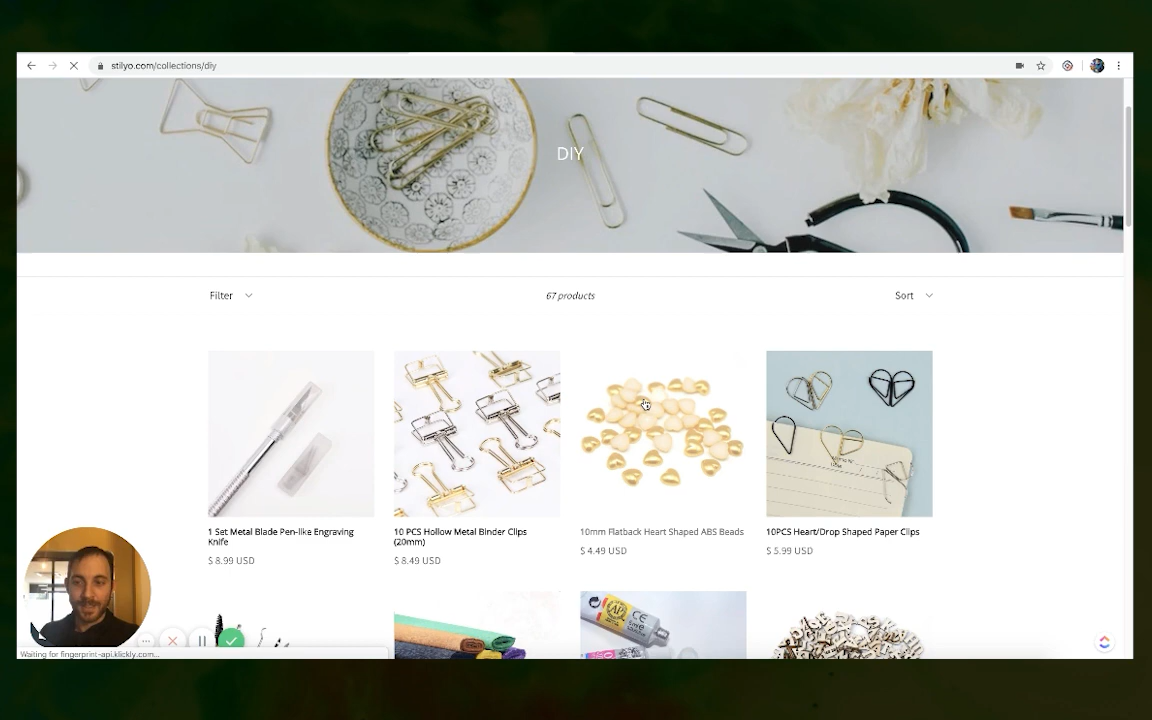 stilyo.com/collections/diy
DIY
Filter
67 products
Sort
1 Set Metal Blade Pen-like Engraving
Knife
$ 8.99 USD
10 PCS Hollow Metal Binder Clips
(20mm)
$ 8.49 USD
10mm Flatback Heart Shaped ABS Beads
$ 4.49 USD
10PCS Heart/Drop Shaped Paper Clips
$ 5.99 USD
AP
CE
Waiting for fingerprint-api.klickly.com...